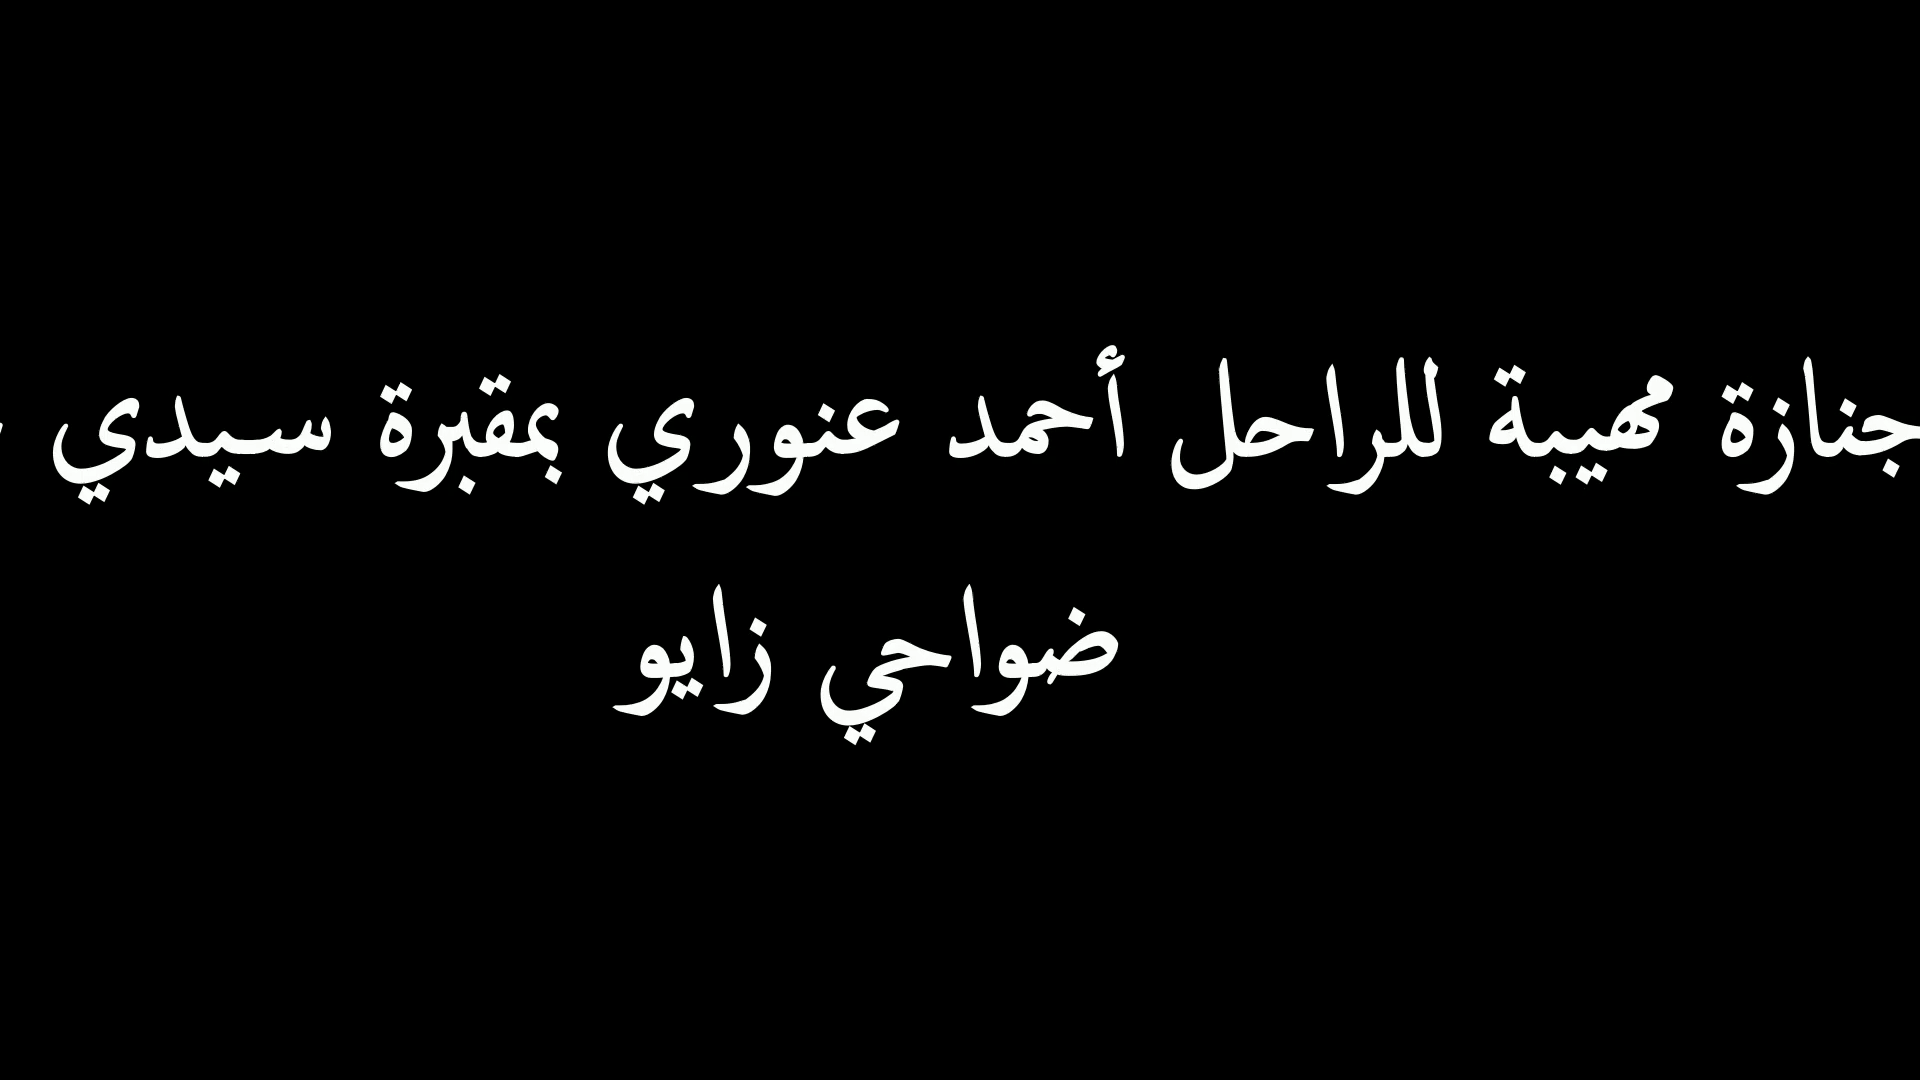 جنازة مهيبة للراحل أحمد عنوري بمقبرة سيدي
ضواحي زايو